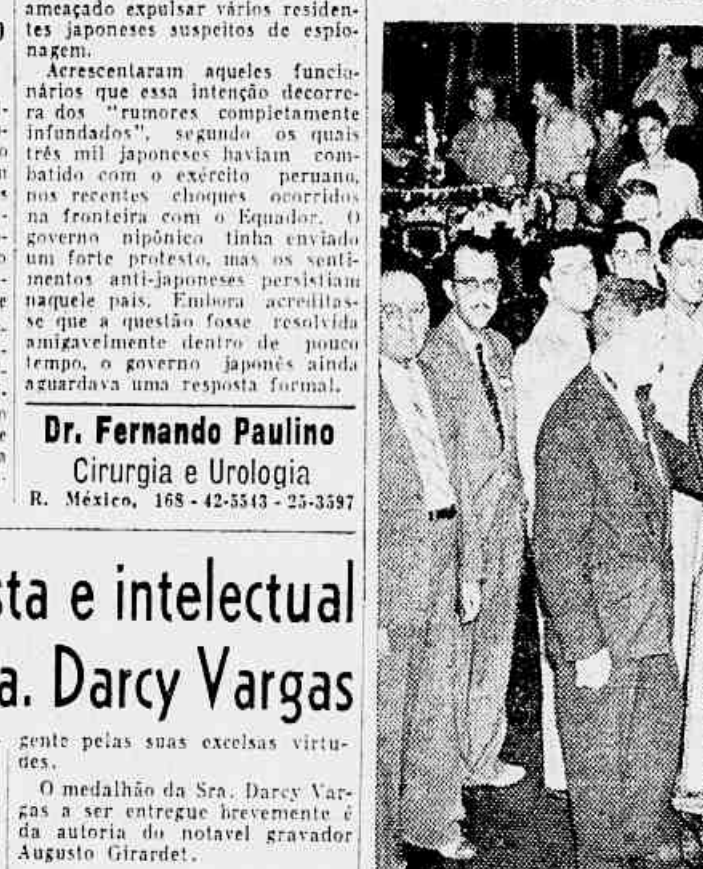 ameaçado expulsar vários residen-
tes japoneses suspeitos de espio-
nagem.
Acrescentaram aqueles funcio-
nários que essa intenção decorre-
ra dos "rumores completamente
infundados", segundo os quais
três mil japoneses haviam com-
batido com o exército peruano,
nos recentes choques ocorridos
na fronteira com o Equador. O
governo nipônico tinha enviado
um forte protesto, mas os senti-
mentos anti-japoneses persistiam
naquele país. Embora acreditas-
se que a questão fosse resolvida
amigavelmente dentro de pouco
tempo, o governo japonês ainda
aguardava uma resposta formal.
Dr. Fernando Paulino
Cirurgia e Urologia
R. México, 168 - 42-5543 - 25-3597
sta e intelectual
a. Darcy Vargas
gente pelas suas excelsas virtu-
des.
O medalhão da Sra. Darcy Var-
gas a ser entregue brevemente é
da autoria do notavel gravador
Augusto Girardet.